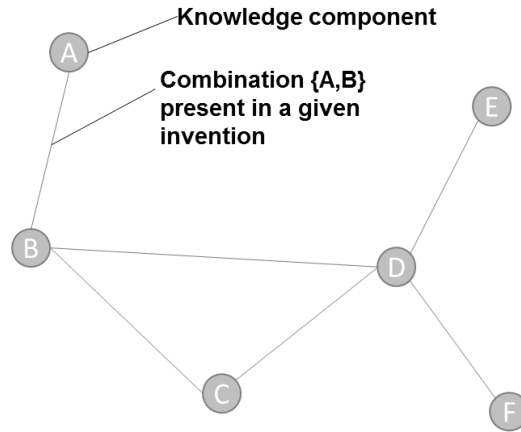 Knowledge component
A
Combination {A,B}
present in a given
invention
E
B
D
C
F